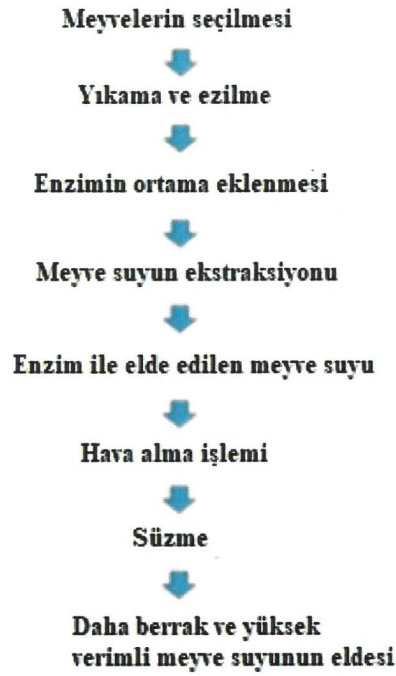 Meyvelerin seçilmesi
Yıkama ve ezilme
Enzimin ortama eklenmesi
Meyve suyun ekstraksiyonu
Enzim ile elde edilen meyve suyu
Hava alma işlemi
Süzme
Daha berrak ve yüksek
verimli meyve suyunun eldesi